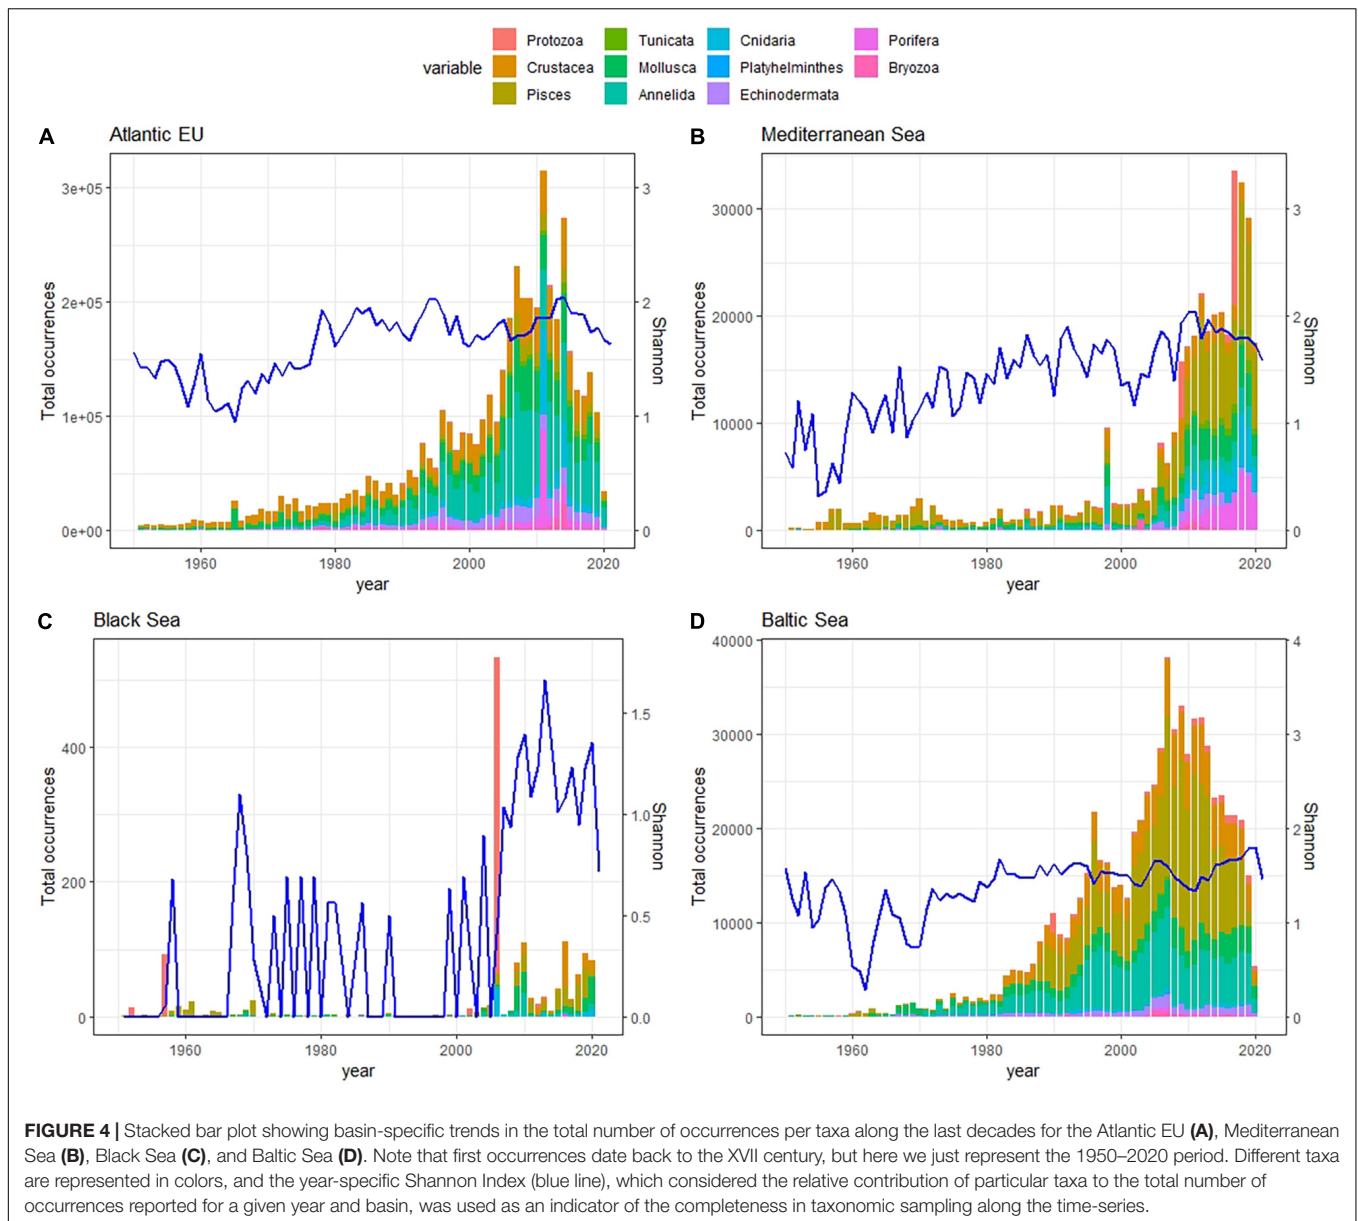 variable
Protozoa
Crustacea
Pisces
Tunicata
Mollusca
Annelida
Cnidaria
Platyhelminthes
Echinodermata
Porifera
Bryozoa
A
Atlantic EU
Total occurrences
3e+05
2e+05
1e+05
0e+00
3
2
1
0
Shannon
1960
1980
2000
2020
year
B
Mediterranean Sea
Total occurrences
30000
20000
10000
0
3
2
1
0
Shannon
1960
1980
2000
2020
year
C
Black Sea
Total occurrences
400
200
0
1.5
1.0
0.5
0.0
Shannon
1960
1980
2000
2020
year
D
Baltic Sea
Total occurrences
40000
30000
20000
10000
0
4
3
2
1
0
Shannon
1960
1980
2000
2020
year
FIGURE 4 | Stacked bar plot showing basin-specific trends in the total number of occurrences per taxa along the last decades for the Atlantic EU (A), Mediterranean
Sea (B), Black Sea (C), and Baltic Sea (D). Note that first occurrences date back to the XVII century, but here we just represent the 1950–2020 period. Different taxa
are represented in colors, and the year-specific Shannon Index (blue line), which considered the relative contribution of particular taxa to the total number of
occurrences reported for a given year and basin, was used as an indicator of the completeness in taxonomic sampling along the time-series.